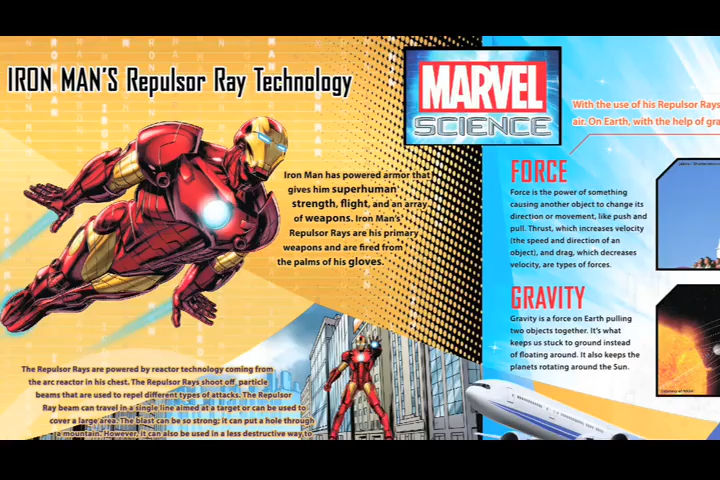 IRON MAN'S Repulsor Ray Technology
Iron Man has powered armor that
gives him superhuman
strength, flight, and an array
of weapons. Iron Man's
Repulsor Rays are his primary
weapons and are fired from
the palms of his gloves.
The Repulsor Rays are powered by reactor technology coming from
the arc reactor in his chest. The Repulsor Rays shoot off particle
beams that are used to repel different types of attacks. The Repulsor
Ray beam can travel in a single line aimed at a target or can be used to
cover a large area. The blast can be so strong; it can put a hole through
a mountain. However, it can also be used in a less destructive way to
MARVEL
SCIENCE
With the use of his Repulsor Rays
air. On Earth, with the help of gra
FORCE
Force is the power of something
causing another object to change its
direction or movement, like push and
pull. Thrust, which increases velocity
(the speed and direction of an
object), and drag, which decreases
velocity, are types of forces.
GRAVITY
Gravity is a force on Earth pulling
two objects together. It's what
keeps us stuck to ground instead
of floating around. It also keeps the
planets rotating around the Sun.